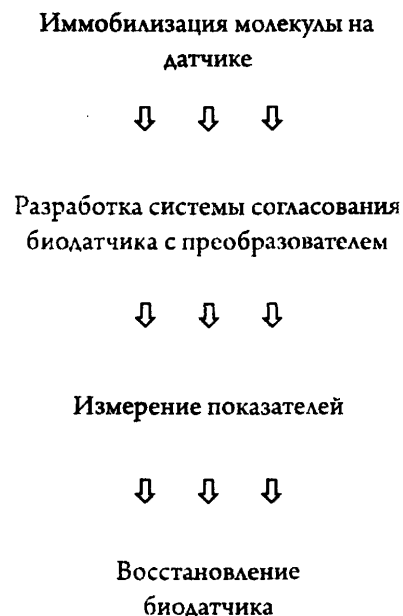 Иммобилизация молекулы на
датчике
Разработка системы согласования
биодатчика с преобразователем
Измерение показателей
Восстановление
биодатчика